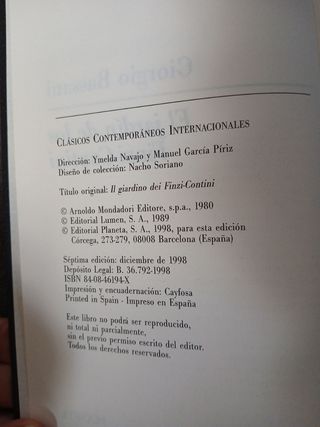 Giorgio Bassani
CLÁSICOS CONTEMPORÁNEOS INTERNACIONALES
Dirección: Ymelda Navajo y Manuel García Píriz
Diseño de colección: Nacho Soriano
Título original: Il giardino dei Finzi-Contini
© Arnoldo Mondadori Editore, s.p.a., 1980
© Editorial Lumen, S. A., 1989
© Editorial Planeta, S. A., 1998, para esta edición
Córcega, 273-279, 08008 Barcelona (España)
Séptima edición: diciembre de 1998
Depósito Legal: B. 36.792-1998
ISBN 84-08-46194-X
Impresión y encuadernación: Cayfosa
Printed in Spain - Impreso en España
Este libro no podrá ser reproducido,
ni total ni parcialmente,
sin el previo permiso escrito del editor.
Todos los derechos reservados.